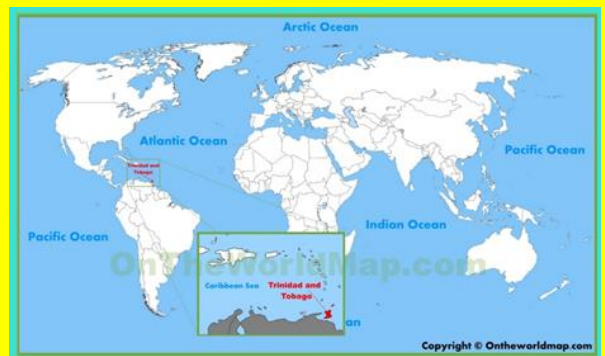 Arctic Ocean
Atlantic Ocean
Pacific Ocean
Trinidad and
Tobago
Pacific Ocean
Indian Ocean
OnTheWorldMap.com
Caribbean Sea
Trinidad and
Tobago
an
Copyright © Ontheworldmap.com